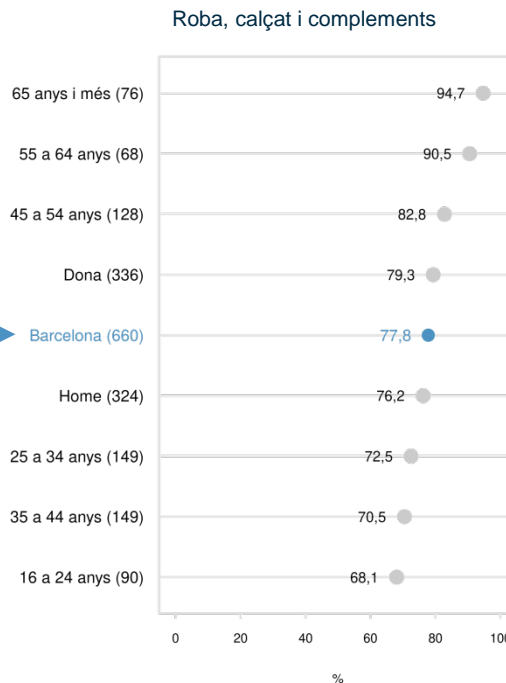 Roba, calçat i complements
65 anys i més (76) 94,7
55 a 64 anys (68) 90,5
45 a 54 anys (128) 82,8
Dona (336) 79,3
Barcelona (660) 77,8
Home (324) 76,2
25 a 34 anys (149) 72,5
35 a 44 anys (149) 70,5
16 a 24 anys (90) 68,1
0 20 40 60 80 100
%